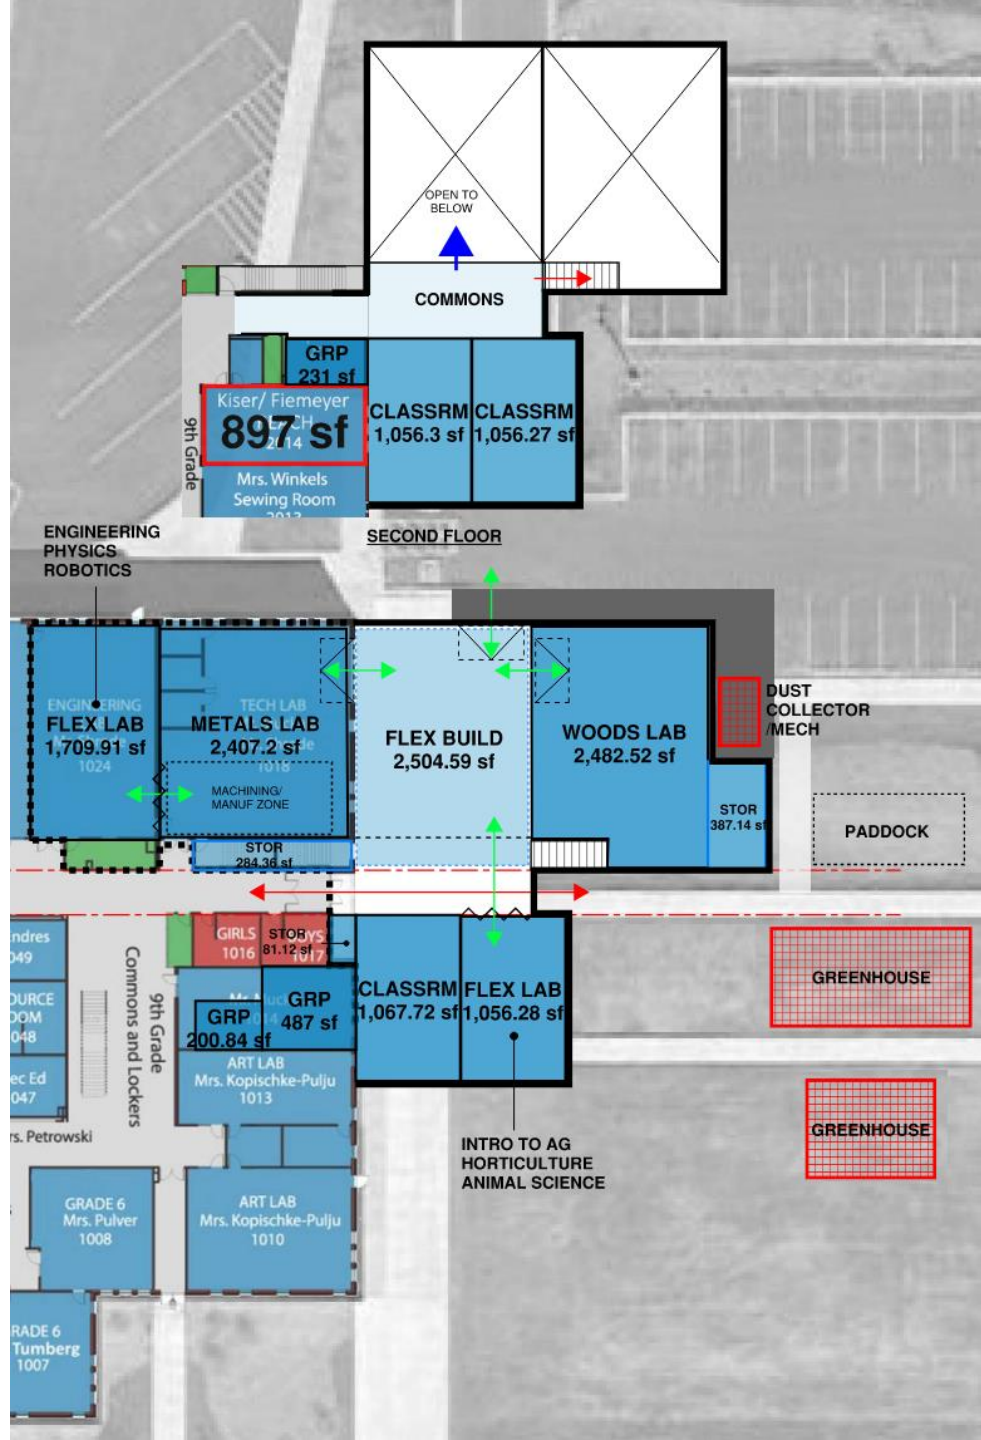 OPEN TO
BELOW
COMMONS
GRP
231 sf
Kiser/ Fiemeyer
897 sf
CLASSRM
1,056.3 sf
CLASSRM
1,056.27 sf
9th Grade
Mrs. Winkels
Sewing Room
2013
SECOND FLOOR
ENGINEERING
PHYSICS
ROBOTICS
ENGINEERING
FLEX LAB
1,709.91 sf
1024
TECH LAB
METALS LAB
2,407.2 sf
1018
MACHINING/
MANUF ZONE
FLEX BUILD
2,504.59 sf
WOODS LAB
2,482.52 sf
DUST
COLLECTOR
/MECH
STOR
387.14 sf
PADDOCK
STOR
284.36 sf
GIRLS
1016
1017
STOR
81.12 sf
GRP
487 sf
GRP
200.84 sf
CLASSRM
1,067.72 sf
FLEX LAB
1,056.28 sf
GREENHOUSE
GREENHOUSE
INTRO TO AG
HORTICULTURE
ANIMAL SCIENCE
9th Grade
Commons and Lockers
ART LAB
Mrs. Kopischke-Pulju
1013
ART LAB
Mrs. Kopischke-Pulju
1010
GRADE 6
Mrs. Pulver
1008
Petrowski
Tumberg
1007